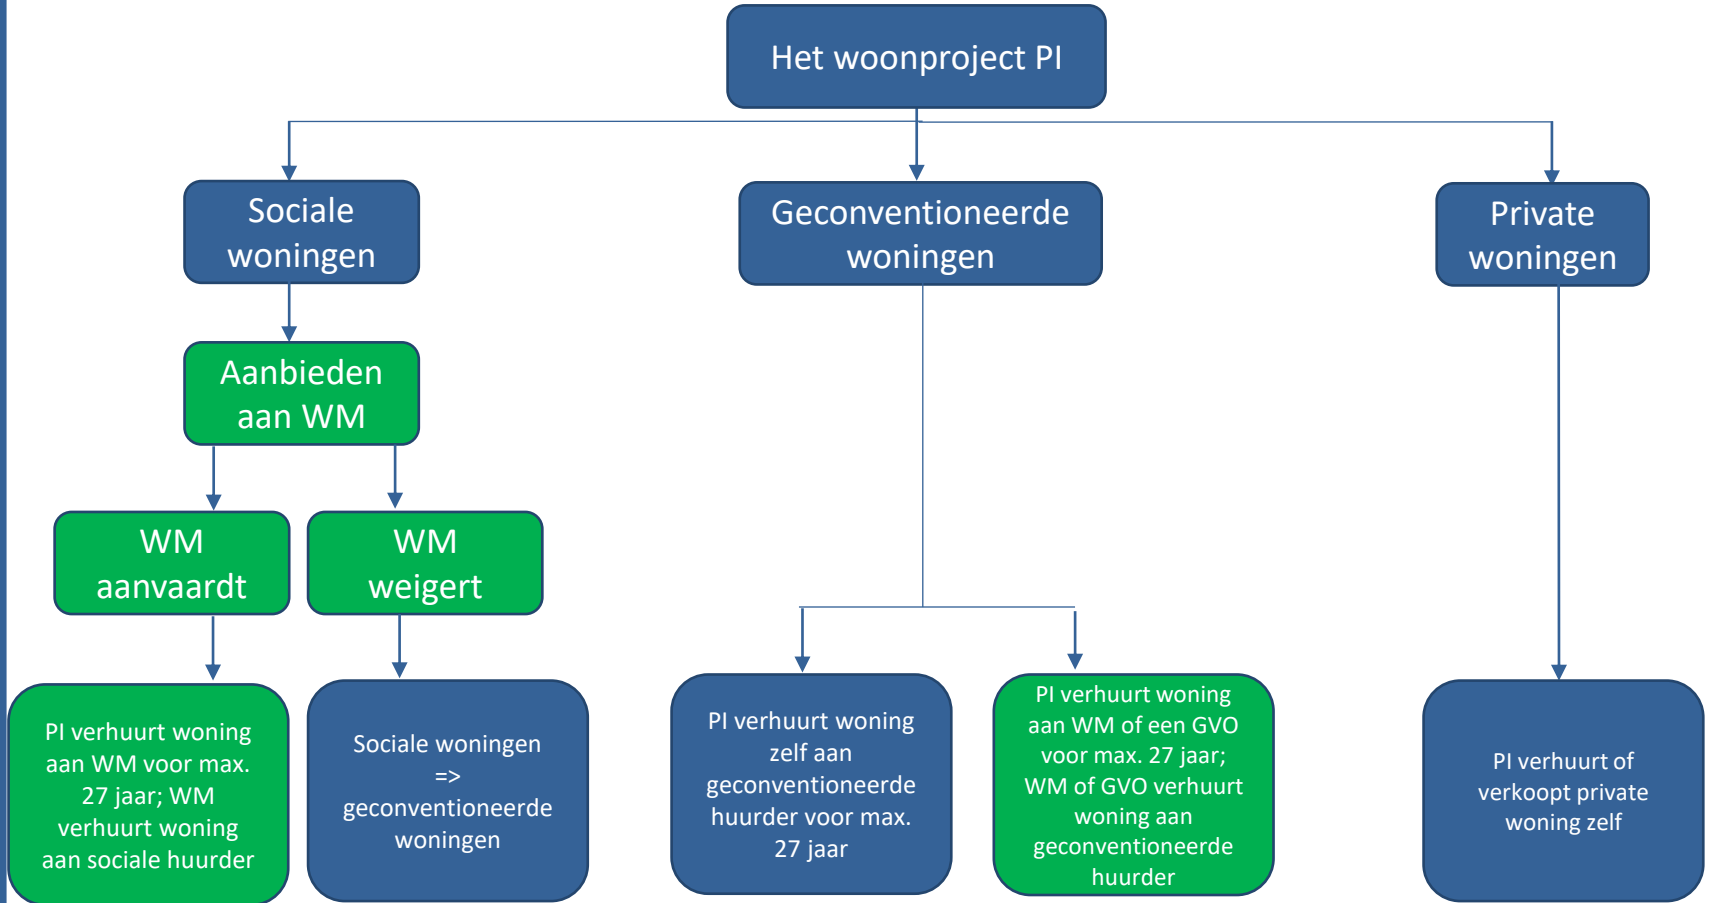 Het woonproject PI
Sociale
woningen
Geconventioneerde
woningen
Private
woningen
Aanbieden
aan WM
WM
aanvaardt
WM
weigert
PI verhuurt woning
aan WM voor max.
27 jaar; WM
verhuurt woning
aan sociale huurder
Sociale woningen
=>
geconventioneerde
woningen
PI verhuurt woning
zelf aan
geconventioneerde
huurder voor max.
27 jaar
PI verhuurt woning
aan WM of een GVO
voor max. 27 jaar;
WM of GVO verhuurt
woning aan
geconventioneerde
huurder
PI verhuurt of
verkoopt private
woning zelf